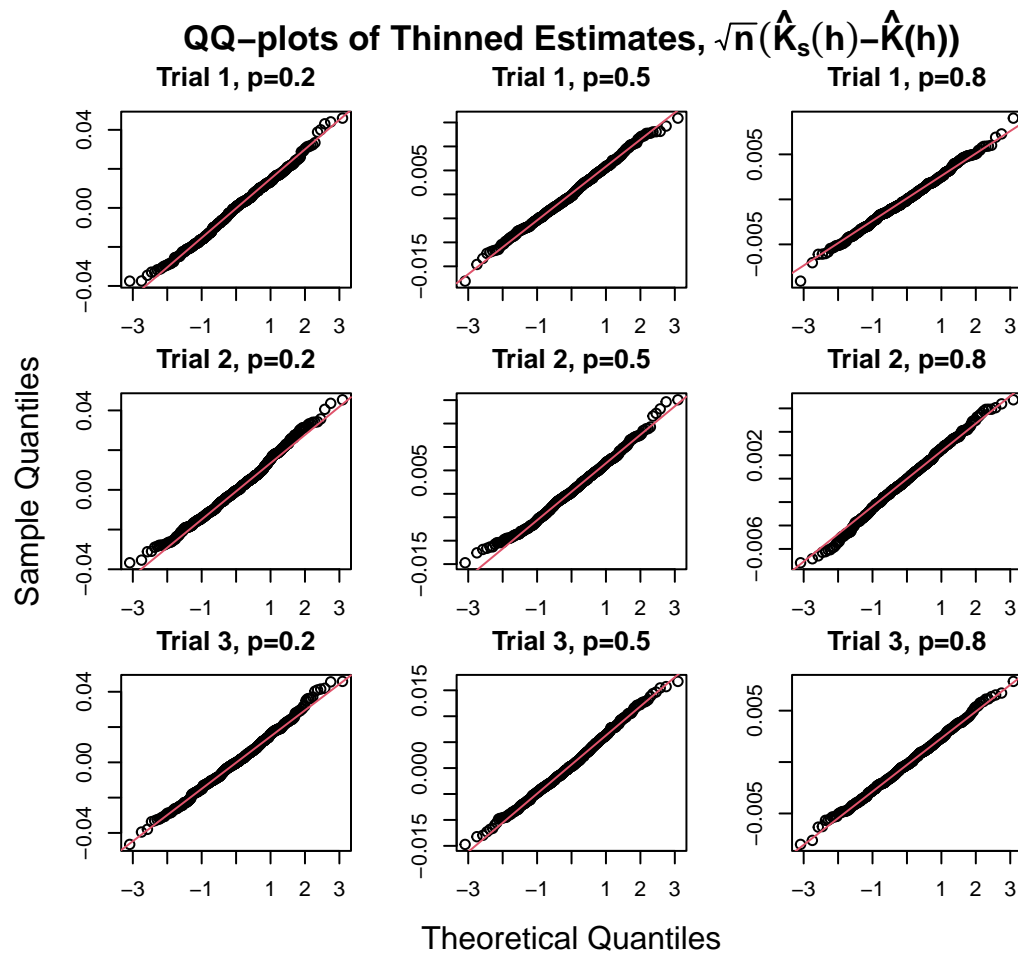 QQ−plots of Thinned Estimates, √n(K̂ₛ(h)−K̂(h))
Trial 1, p=0.2 Trial 1, p=0.5 Trial 1, p=0.8
0.04 0.00 −0.04
0.005 −0.015
0.005 −0.005
−3 −1 1 2 3 −3 −1 1 2 3 −3 −1 1 2 3
Trial 2, p=0.2 Trial 2, p=0.5 Trial 2, p=0.8
0.04 0.00 −0.04
0.005 −0.015
0.002 −0.006
−3 −1 1 2 3 −3 −1 1 2 3 −3 −1 1 2 3
Trial 3, p=0.2 Trial 3, p=0.5 Trial 3, p=0.8
0.04 0.00 −0.04
0.015 0.000 −0.015
0.005 −0.005
−3 −1 1 2 3 −3 −1 1 2 3 −3 −1 1 2 3
Sample Quantiles
Theoretical Quantiles